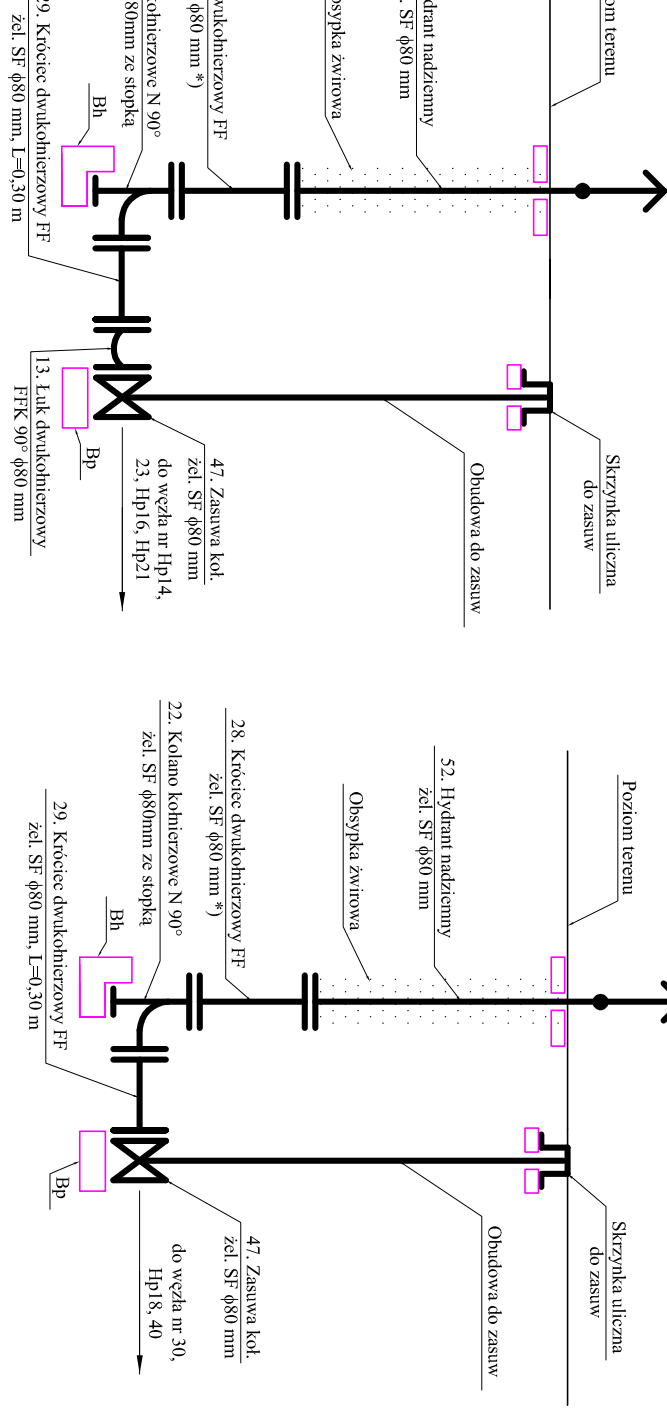 om terenu
drant nadziemny
. SF ϕ80 mm
bsypka żwirowa
wukołnierzowy FF
ϕ80 mm *)
ołnierzowe N 90°
80mm ze stopką
Bh
29. Króciec dwukołnierzowy FF
żel. SF ϕ80 mm, L=0,30 m
Skrzynka uliczna
do zasuw
Obudowa do zasuw
47. Zasuwa koł.
żel. SF ϕ80 mm
do węzła nr Hp14,
23, Hp16, Hp21
Bp
13. Łuk dwukołnierzowy
FFK 90° ϕ80 mm
Poziom terenu
52. Hydrant nadziemny
żel. SF ϕ80 mm
Obsypka żwirowa
28. Króciec dwukołnierzowy FF
żel. SF ϕ80 mm *)
22. Kolano kołnierzowe N 90°
żel. SF ϕ80mm ze stopką
Bh
29. Króciec dwukołnierzowy FF
żel. SF ϕ80 mm, L=0,30 m
Skrzynka uliczna
do zasuw
Obudowa do zasuw
47. Zasuwa koł.
żel. SF ϕ80 mm
do węzła nr 30,
Hp18, 40
Bp